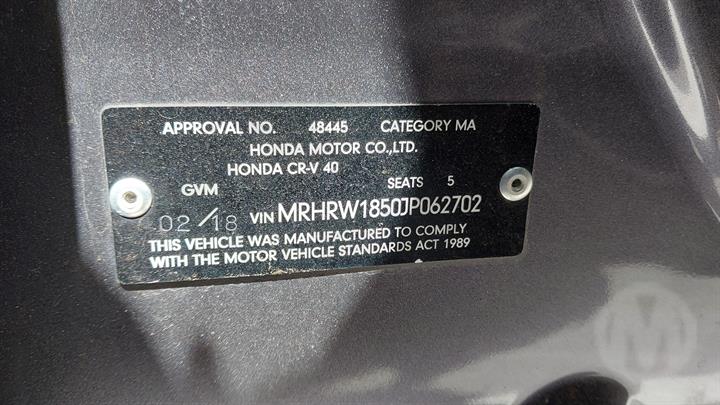 APPROVAL NO. 48445 CATEGORY MA
HONDA MOTOR CO.,LTD.
HONDA CR-V 40
GVM SEATS 5
02/18 VIN MRHRW1850JP062702
THIS VEHICLE WAS MANUFACTURED TO COMPLY
WITH THE MOTOR VEHICLE STANDARDS ACT 1989
M